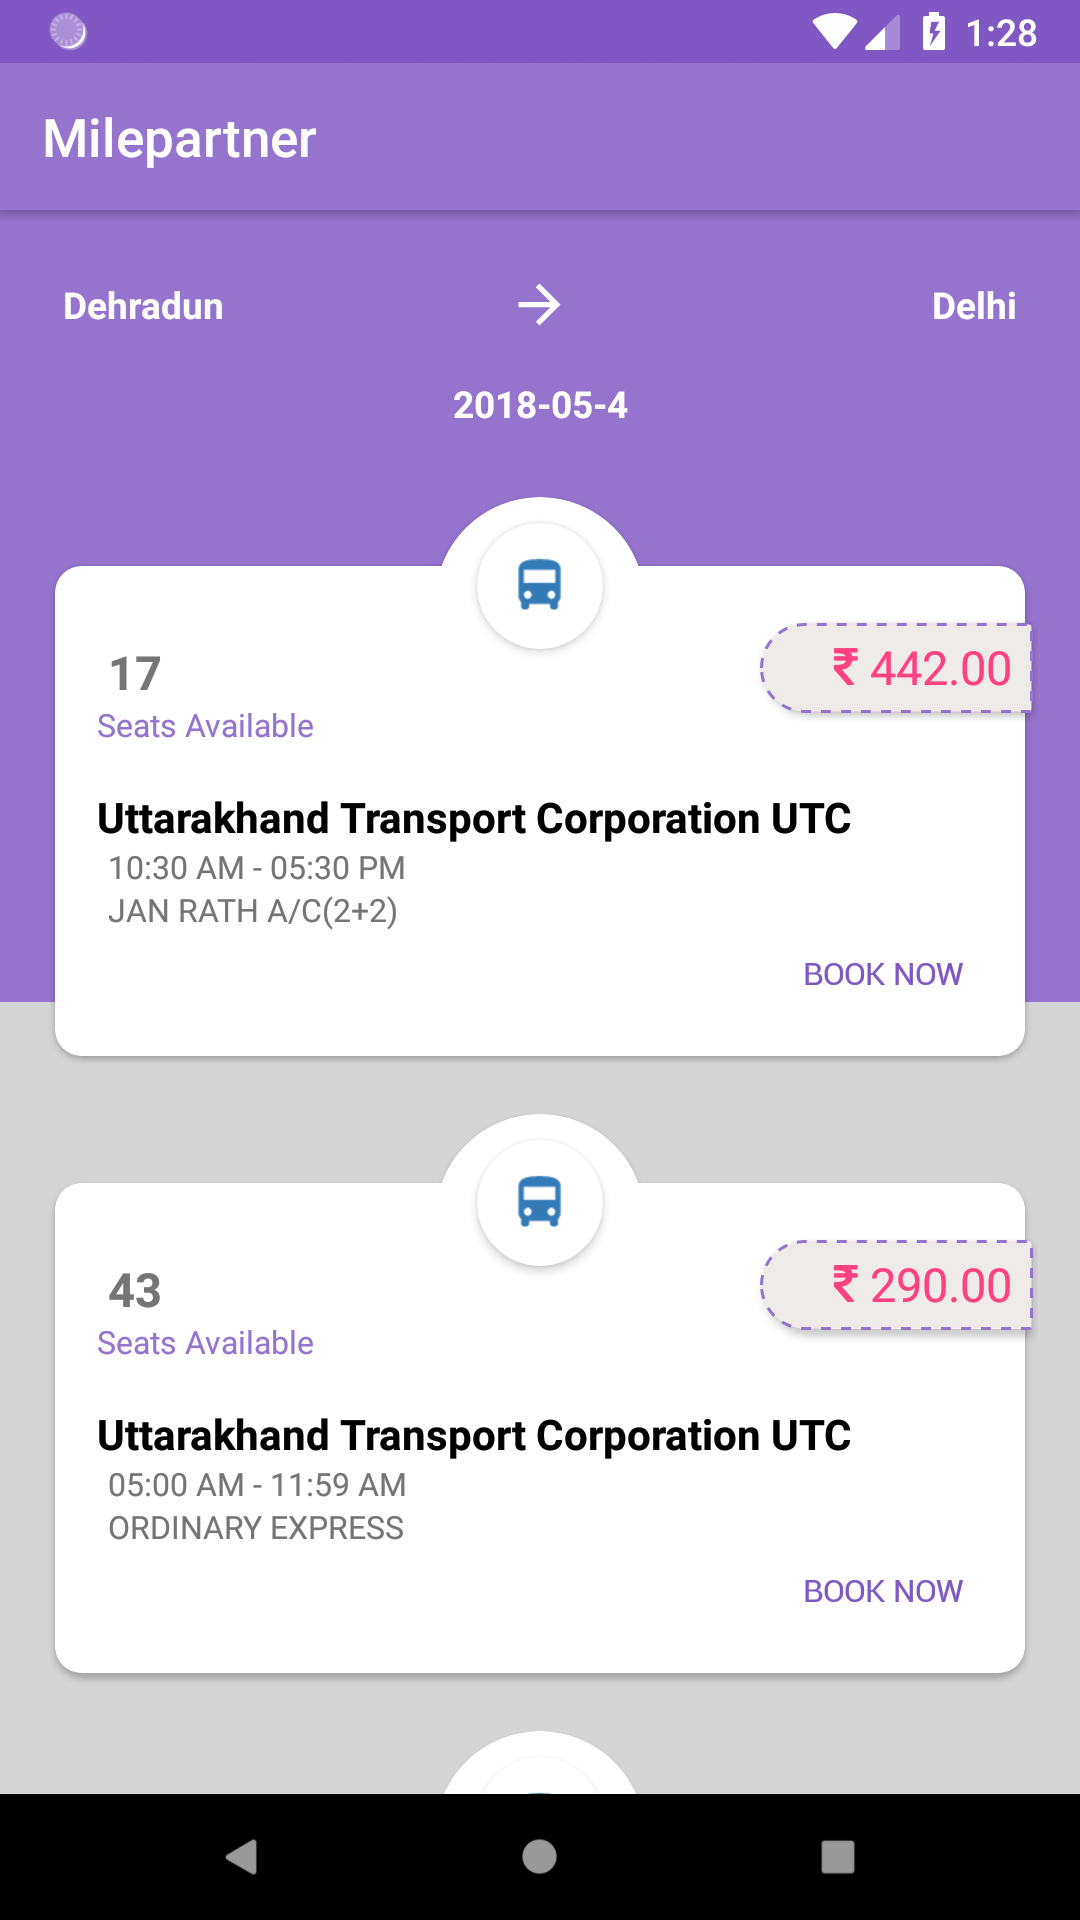 1:28
Milepartner
Dehradun → Delhi
2018-05-4
17
₹ 442.00
Seats Available
Uttarakhand Transport Corporation UTC
10:30 AM - 05:30 PM
JAN RATH A/C(2+2)
BOOK NOW
43
₹ 290.00
Seats Available
Uttarakhand Transport Corporation UTC
05:00 AM - 11:59 AM
ORDINARY EXPRESS
BOOK NOW